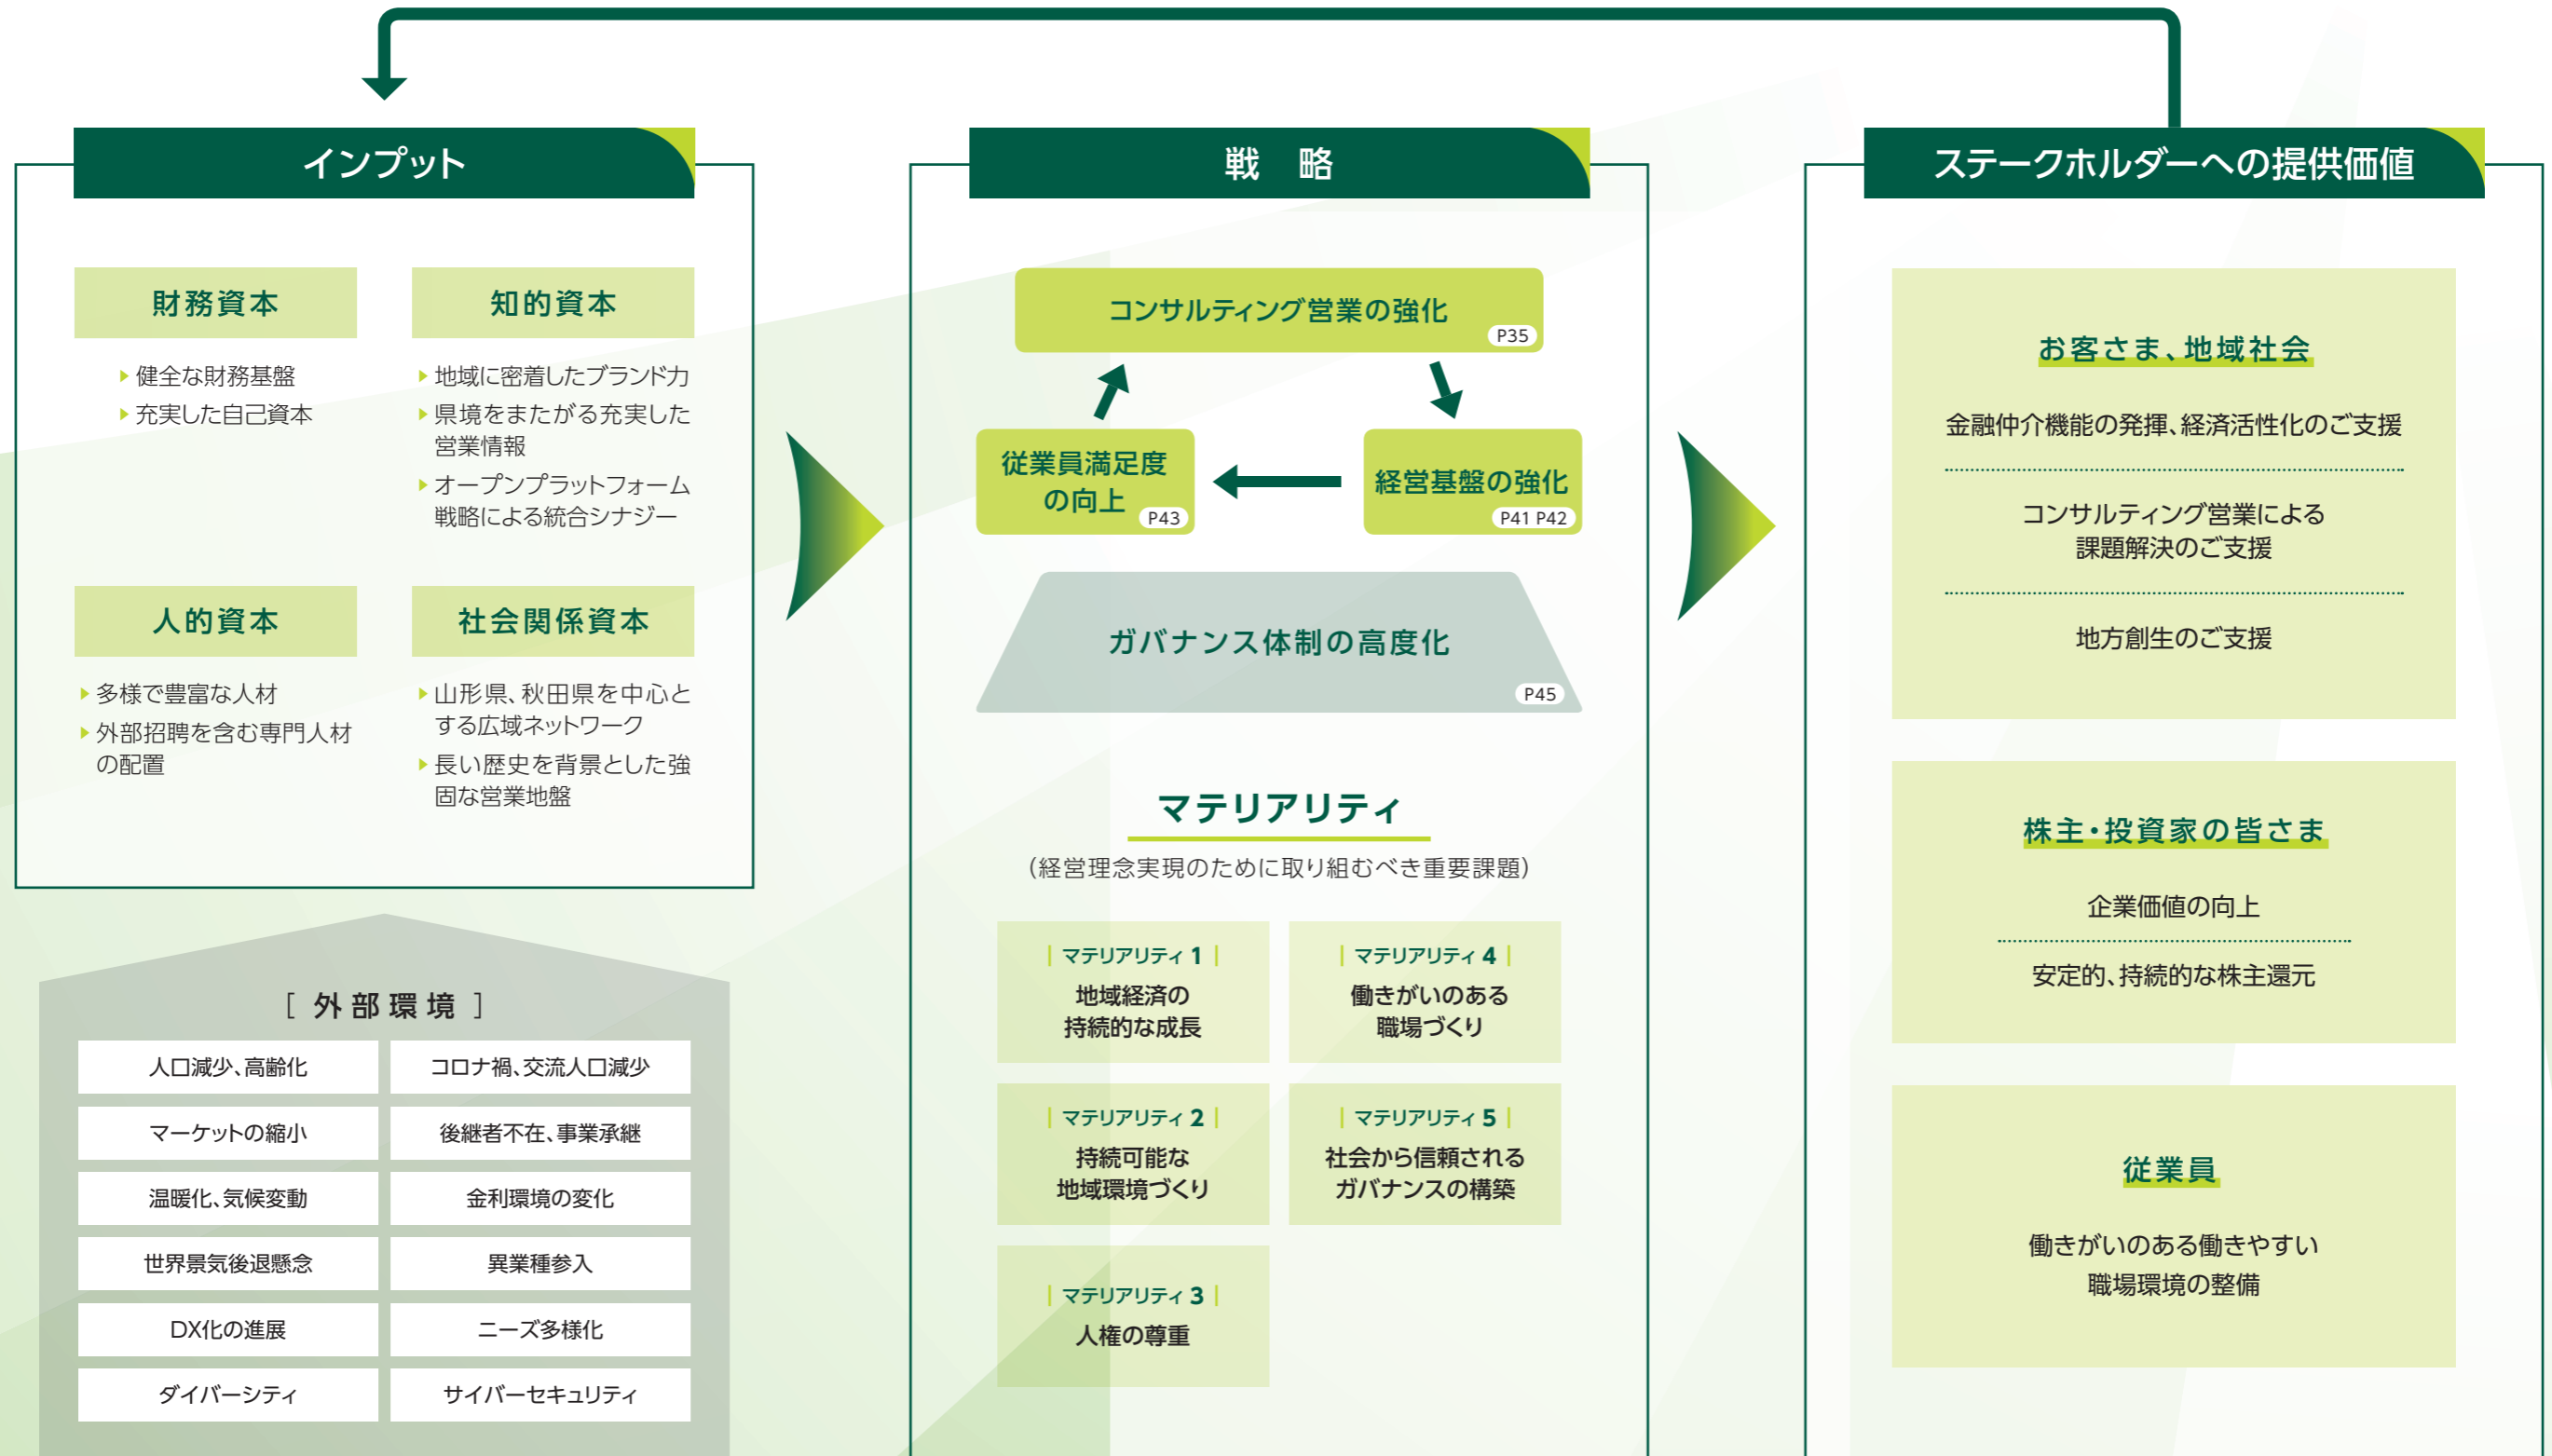 インプット
財務資本
健全な財務基盤
充実した自己資本
知的資本
地域に密着したブランド力
県境をまたがる充実した
営業情報
オープンプラットフォーム
戦略による統合シナジー
人的資本
多様で豊富な人材
外部招聘を含む専門人材
の配置
社会関係資本
山形県、秋田県を中心と
する広域ネットワーク
長い歴史を背景とした強
固な営業地盤
[ 外部環境 ]
人口減少、高齢化
コロナ禍、交流人口減少
マーケットの縮小
後継者不在、事業承継
温暖化、気候変動
金利環境の変化
世界景気後退懸念
異業種参入
DX化の進展
ニーズ多様化
ダイバーシティ
サイバーセキュリティ
戦　略
コンサルティング営業の強化
P35
従業員満足度
の向上
P43
経営基盤の強化
P41 P42
ガバナンス体制の高度化
P45
マテリアリティ
（経営理念実現のために取り組むべき重要課題）
マテリアリティ 1
地域経済の
持続的な成長
マテリアリティ 4
働きがいのある
職場づくり
マテリアリティ 2
持続可能な
地域環境づくり
マテリアリティ 5
社会から信頼される
ガバナンスの構築
マテリアリティ 3
人権の尊重
ステークホルダーへの提供価値
お客さま、地域社会
金融仲介機能の発揮、経済活性化のご支援
コンサルティング営業による
課題解決のご支援
地方創生のご支援
株主・投資家の皆さま
企業価値の向上
安定的、持続的な株主還元
従業員
働きがいのある働きやすい
職場環境の整備